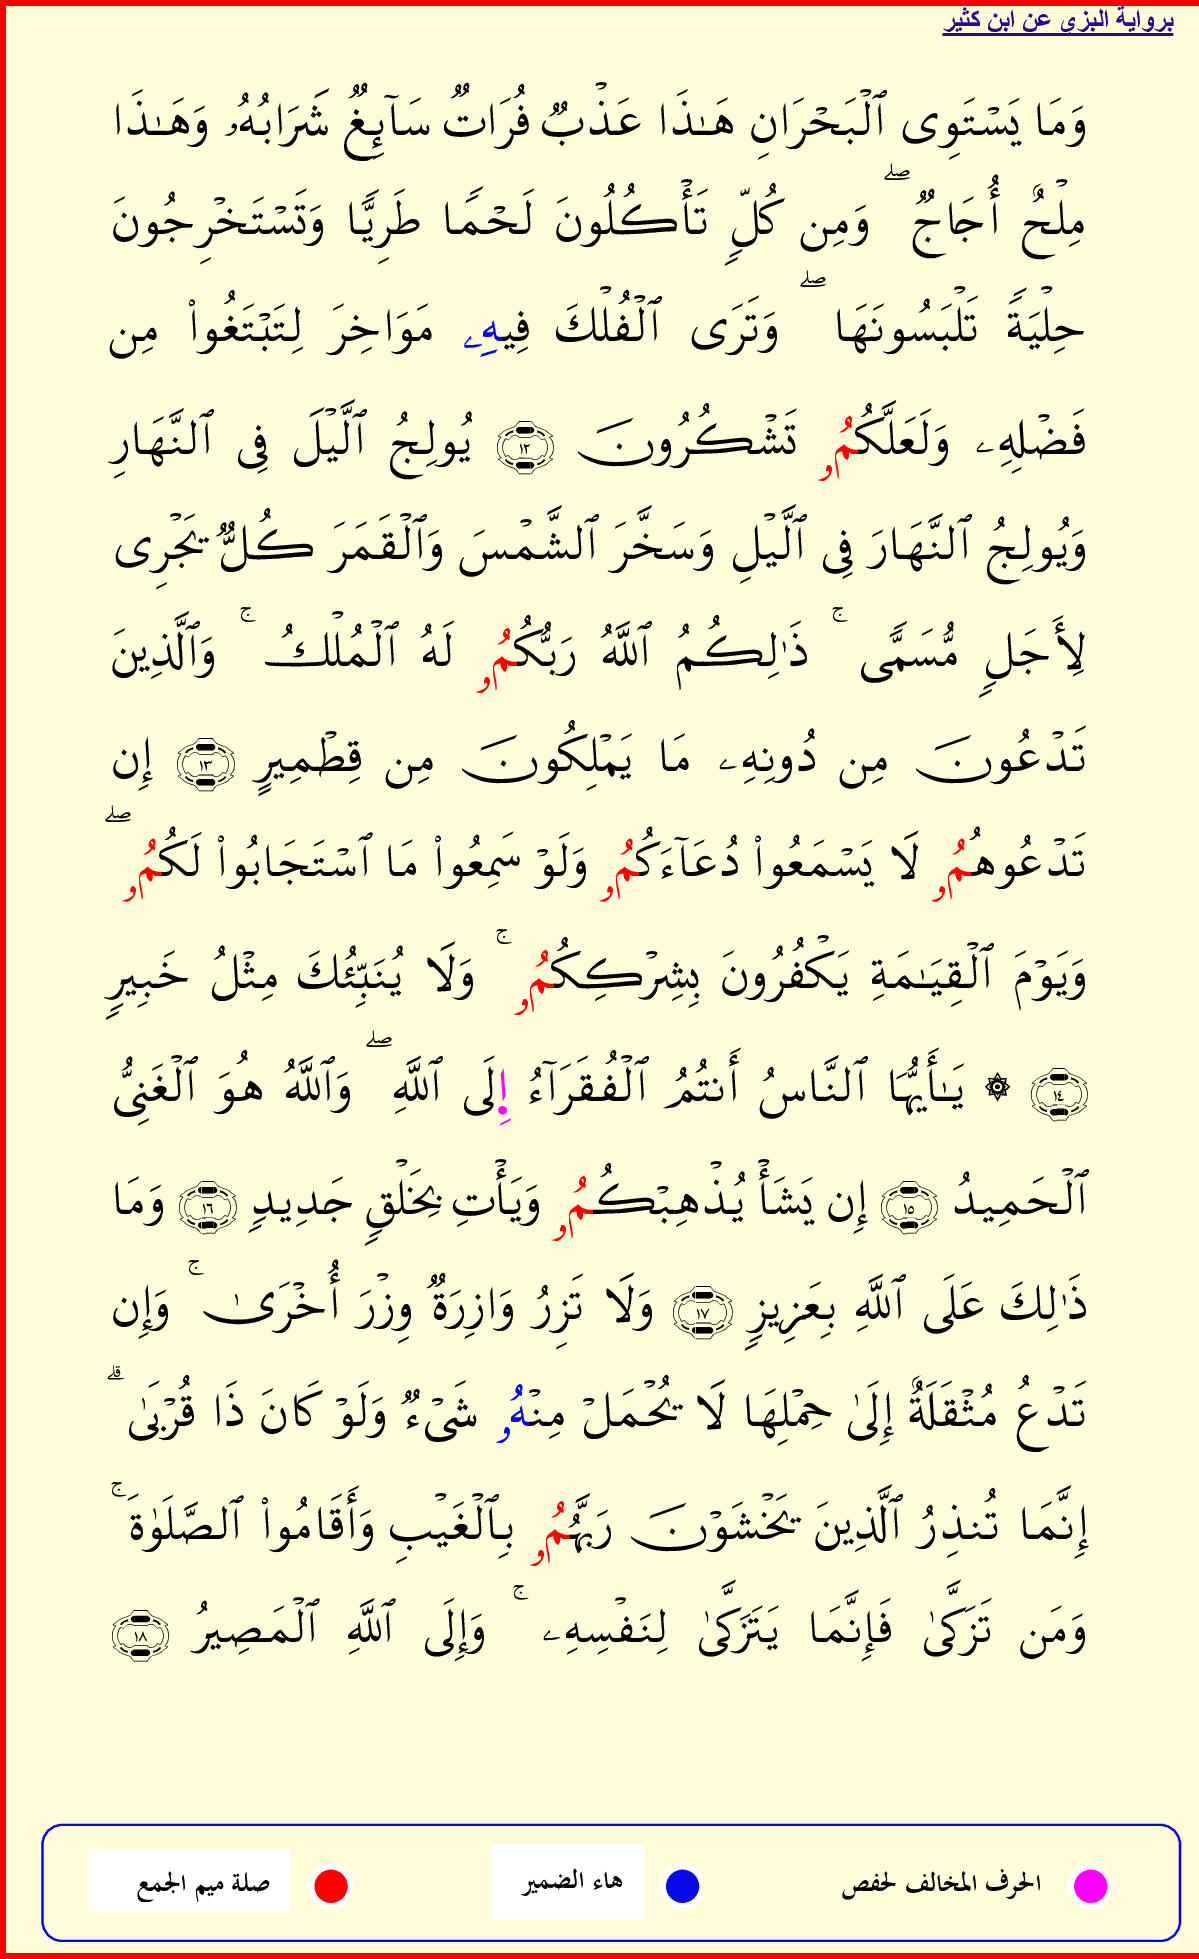 برواية البزي عن ابن كثير
وَمَا يَسۡتَوِي ٱلۡبَحۡرَانِ هَٰذَا عَذۡبٞ فُرَاتٞ سَآئِغٞ شَرَابُهُۥ وَهَٰذَا
مِلۡحٌ أُجَاجٞۖ وَمِن كُلّٖ تَأۡكُلُونَ لَحۡمٗا طَرِيّٗا وَتَسۡتَخۡرِجُونَ
حِلۡيَةٗ تَلۡبَسُونَهَاۖ وَتَرَى ٱلۡفُلۡكَ فِيهِۦ مَوَاخِرَ لِتَبۡتَغُواْ مِن
فَضۡلِهِۦ وَلَعَلَّكُمُۥ تَشۡكُرُونَ ١٢ يُولِجُ ٱلَّيۡلَ فِي ٱلنَّهَارِ
وَيُولِجُ ٱلنَّهَارَ فِي ٱلَّيۡلِ وَسَخَّرَ ٱلشَّمۡسَ وَٱلۡقَمَرَ كُلّٞ يَجۡرِي
لِأَجَلٖ مُّسَمّٗىۚ ذَٰلِكُمُ ٱللَّهُ رَبُّكُمُۥ لَهُ ٱلۡمُلۡكُۚ وَٱلَّذِينَ
تَدۡعُونَ مِن دُونِهِۦ مَا يَمۡلِكُونَ مِن قِطۡمِيرٍ ١٣ إِن
تَدۡعُوهُمُۥ لَا يَسۡمَعُواْ دُعَآءَكُمُۥ وَلَوۡ سَمِعُواْ مَا ٱسۡتَجَابُواْ لَكُمُۥۖ
وَيَوۡمَ ٱلۡقِيَٰمَةِ يَكۡفُرُونَ بِشِرۡكِكُمُۥۚ وَلَا يُنَبِّئُكَ مِثۡلُ خَبِيرٖ
١٤ ۞ يَٰأَيُّهَا ٱلنَّاسُ أَنتُمُ ٱلۡفُقَرَآءُ اِ۪لَى ٱللَّهِۖ وَٱللَّهُ هُوَ ٱلۡغَنِيُّ
ٱلۡحَمِيدُ ١٥ إِن يَشَأۡ يُذۡهِبۡكُمُۥ وَيَأۡتِ بِخَلۡقٖ جَدِيدٖ ١٦ وَمَا
ذَٰلِكَ عَلَى ٱللَّهِ بِعَزِيزٖ ١٧ وَلَا تَزِرُ وَازِرَةٞ وِزۡرَ أُخۡرَىٰۚ وَإِن
تَدۡعُ مُثۡقَلَةٌ إِلَىٰ حِمۡلِهَا لَا يُحۡمَلۡ مِنۡهُۥ شَيۡءٞ وَلَوۡ كَانَ ذَا قُرۡبَىٰۗ
إِنَّمَا تُنذِرُ ٱلَّذِينَ يَخۡشَوۡنَ رَبَّهُمُۥ بِٱلۡغَيۡبِ وَأَقَامُواْ ٱلصَّلَوٰةَۚ
وَمَن تَزَكَّىٰ فَإِنَّمَا يَتَزَكَّىٰ لِنَفۡسِهِۦۚ وَإِلَى ٱللَّهِ ٱلۡمَصِيرُ ١٨
الحرف المخالف لحفص
هاء الضمير
صلة ميم الجمع